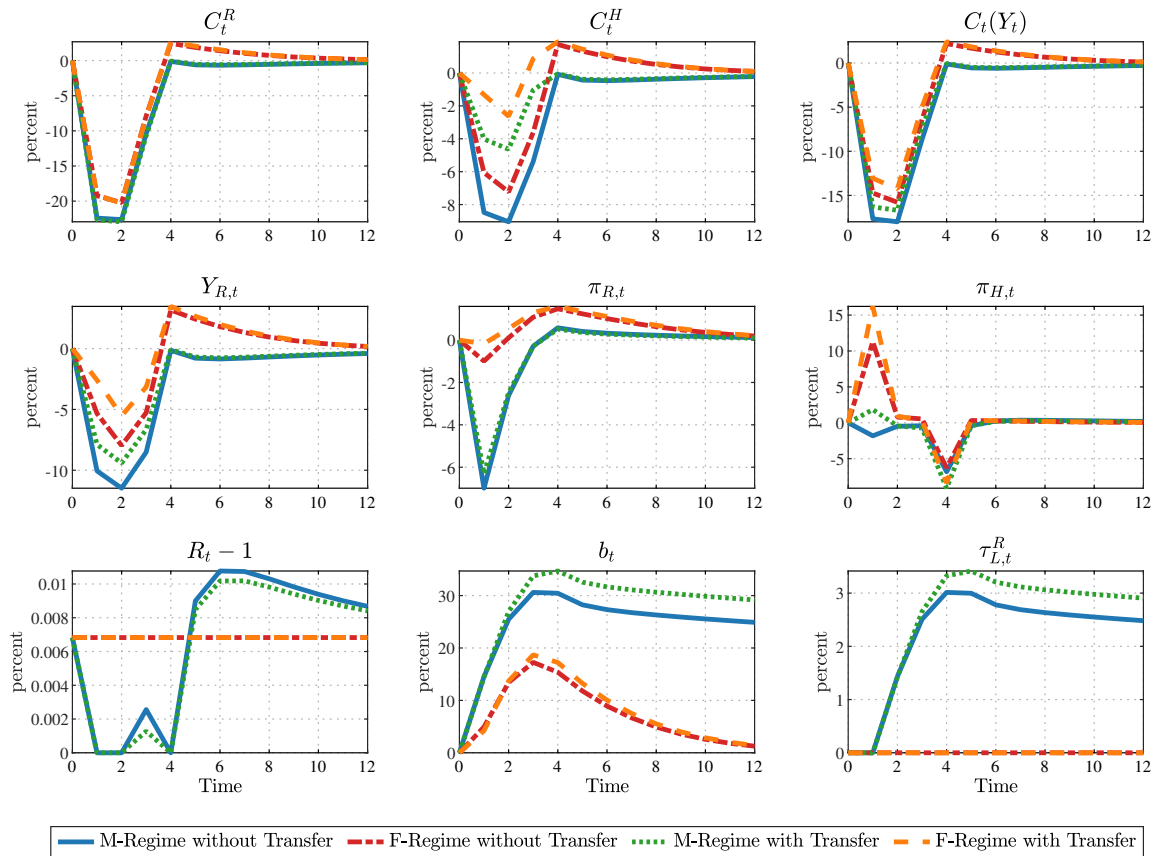 C_t^R C_t^H C_t(Y_t)
percent percent percent
0 -5 -10 -15 -20
0 2 4 6 8 10 12
0 -2 -4 -6 -8
0 2 4 6 8 10 12
0 -5 -10 -15
0 2 4 6 8 10 12
Y_{R,t} π_{R,t} π_{H,t}
percent percent percent
0 -5 -10
0 2 4 6 8 10 12
0 -2 -4 -6
0 2 4 6 8 10 12
15 10 5 0 -5
0 2 4 6 8 10 12
R_t − 1 b_t τ_{L,t}^R
percent percent percent
0.01 0.008 0.006 0.004 0.002 0
0 2 4 6 8 10 12
30 20 10 0
0 2 4 6 8 10 12
3 2 1 0
0 2 4 6 8 10 12
Time Time Time
M-Regime without Transfer F-Regime without Transfer M-Regime with Transfer F-Regime with Transfer